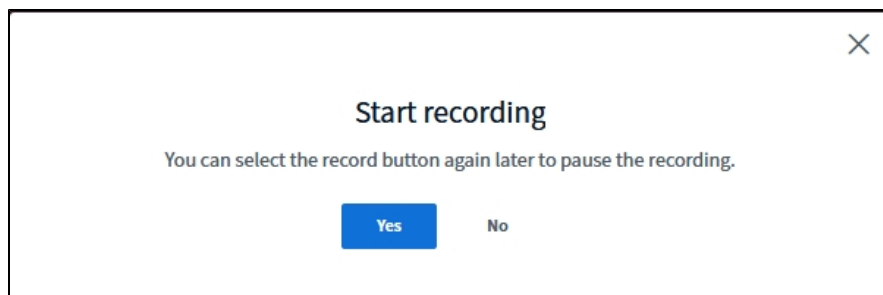 Start recording
You can select the record button again later to pause the recording.
Yes No